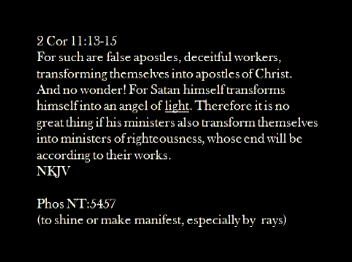 2 Cor 11:13-15
For such are false apostles, deceitful workers,
transforming themselves into apostles of Christ.
And no wonder! For Satan himself transforms
himself into an angel of light. Therefore it is no
great thing if his ministers also transform themselves
into ministers of righteousness, whose end will be
according to their works.
NKJV
Phos NT:5457
(to shine or make manifest, especially by rays)